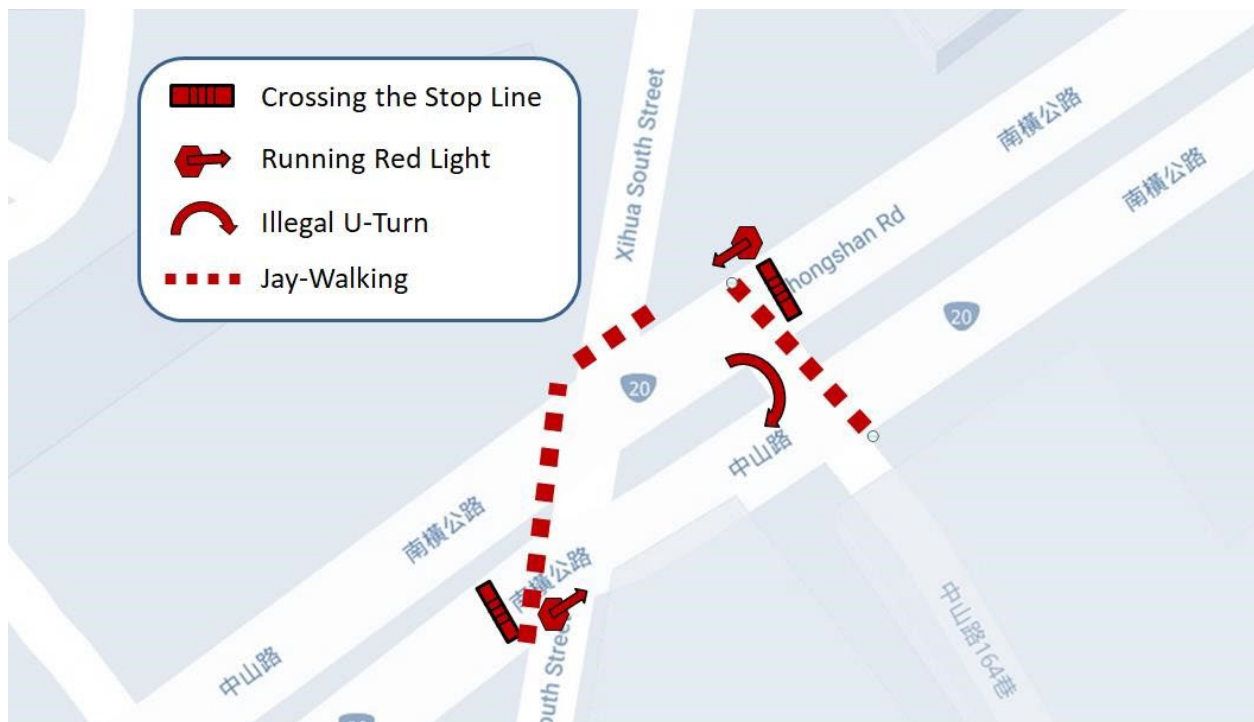 Crossing the Stop Line
Running Red Light
Illegal U-Turn
Jay-Walking
Xihua South Street
南橫公路
南橫公路
hongshan Rd
20
20
中山路
南橫公路
南橫公路
中山路
outh Street
中山路164巷